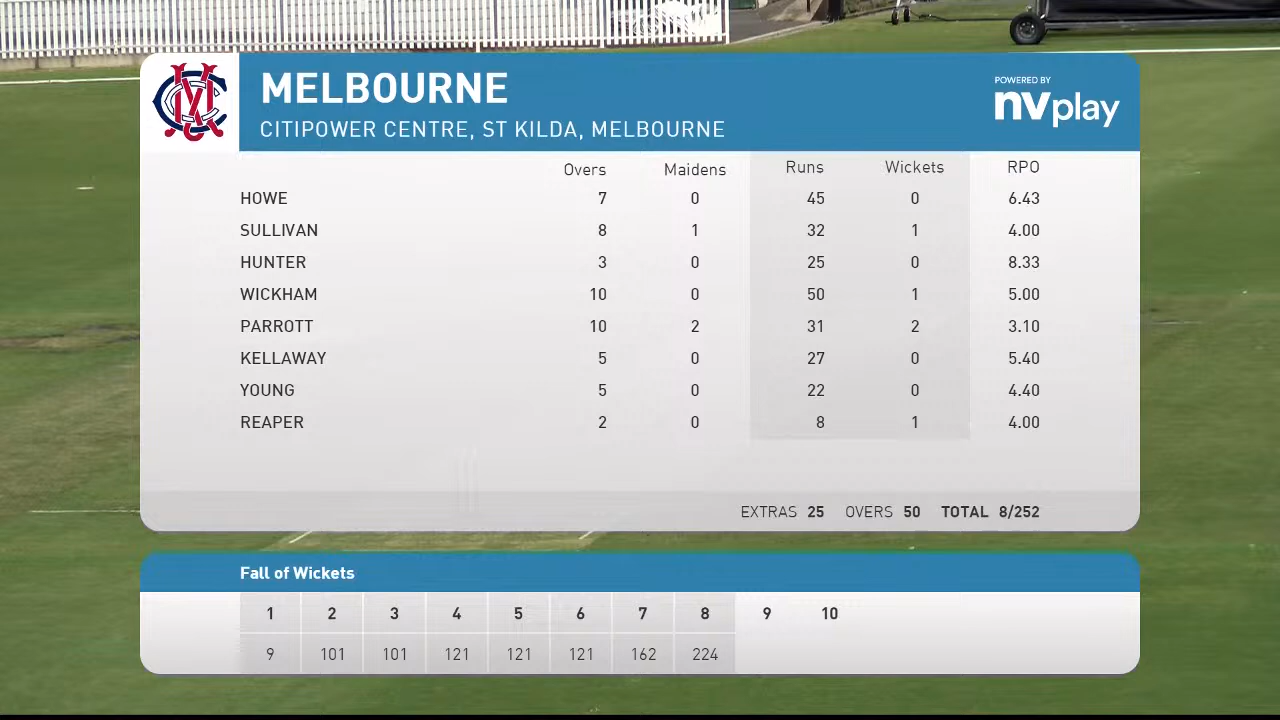 MELBOURNE
CITIPOWER CENTRE, ST KILDA, MELBOURNE
POWERED BY
nvplay
MCC
Overs Maidens Runs Wickets RPO
HOWE 7 0 45 0 6.43
SULLIVAN 8 1 32 1 4.00
HUNTER 3 0 25 0 8.33
WICKHAM 10 0 50 1 5.00
PARROTT 10 2 31 2 3.10
KELLAWAY 5 0 27 0 5.40
YOUNG 5 0 22 0 4.40
REAPER 2 0 8 1 4.00
EXTRAS 25 OVERS 50 TOTAL 8/252
Fall of Wickets
1 2 3 4 5 6 7 8 9 10
9 101 101 121 121 121 162 224